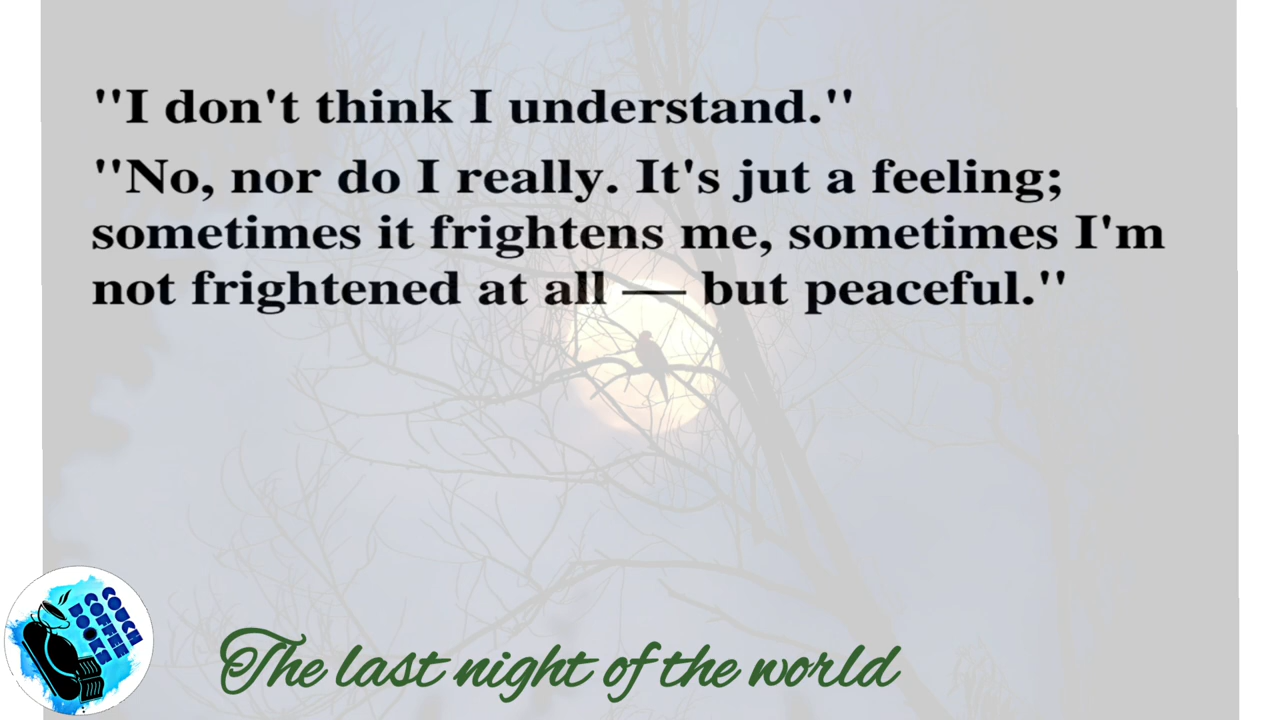 "I don't think I understand."
"No, nor do I really. It's jut a feeling;
sometimes it frightens me, sometimes I'm
not frightened at all — but peaceful."
COUCH
COFFEE
BOOKS
The last night of the world